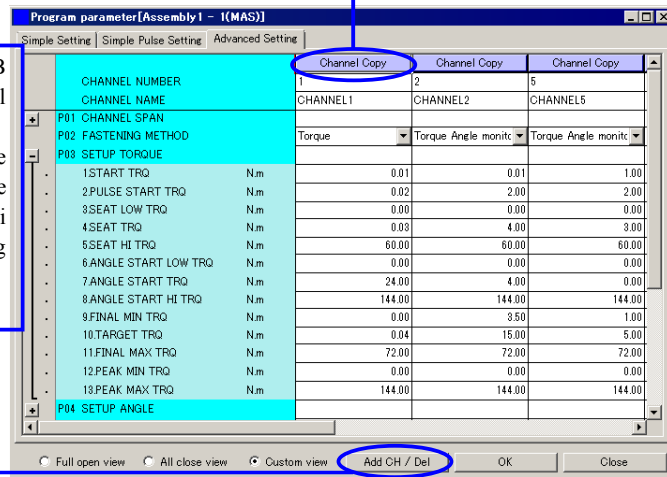 Program parameter[Assembly1 - 1(MAS)]
Simple Setting Simple Pulse Setting Advanced Setting
Channel Copy Channel Copy Channel Copy
CHANNEL NUMBER 1 2 5
CHANNEL NAME CHANNEL1 CHANNEL2 CHANNEL5
P01 CHANNEL SPAN
P02 FASTENING METHOD Torque Torque Angle monitc Torque Angle monitc
P03 SETUP TORQUE
1.START TRQ N.m 0.01 0.01 1.00
2.PULSE START TRQ N.m 0.02 2.00 2.00
3.SEAT LOW TRQ N.m 0.00 0.00 0.00
4.SEAT TRQ N.m 0.03 4.00 3.00
5.SEAT HI TRQ N.m 60.00 60.00 60.00
6.ANGLE START LOW TRQ N.m 0.00 0.00 0.00
7.ANGLE START TRQ N.m 24.00 4.00 0.00
8.ANGLE START HI TRQ N.m 144.00 144.00 144.00
9.FINAL MIN TRQ N.m 0.00 3.50 1.00
10.TARGET TRQ N.m 0.04 15.00 5.00
11.FINAL MAX TRQ N.m 72.00 72.00 72.00
12.PEAK MIN TRQ N.m 0.00 0.00 0.00
13.PEAK MAX TRQ N.m 144.00 144.00 144.00
P04 SETUP ANGLE
Full open view All close view Custom view Add CH / Del OK Close